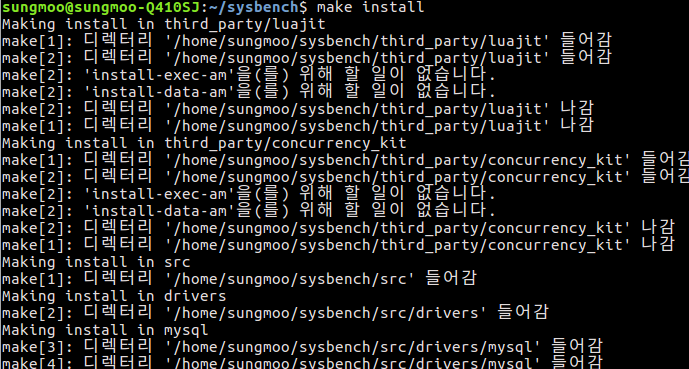 sungmoo@sungmoo-Q410SJ:~/sysbench$ make install
Making install in third_party/luajit
make[1]: 디렉터리 '/home/sungmoo/sysbench/third_party/luajit' 들어감
make[2]: 디렉터리 '/home/sungmoo/sysbench/third_party/luajit' 들어감
make[2]: 'install-exec-am'을(를) 위해 할 일이 없습니다.
make[2]: 'install-data-am'을(를) 위해 할 일이 없습니다.
make[2]: 디렉터리 '/home/sungmoo/sysbench/third_party/luajit' 나감
make[1]: 디렉터리 '/home/sungmoo/sysbench/third_party/luajit' 나감
Making install in third_party/concurrency_kit
make[1]: 디렉터리 '/home/sungmoo/sysbench/third_party/concurrency_kit' 들어감
make[2]: 디렉터리 '/home/sungmoo/sysbench/third_party/concurrency_kit' 들어감
make[2]: 'install-exec-am'을(를) 위해 할 일이 없습니다.
make[2]: 'install-data-am'을(를) 위해 할 일이 없습니다.
make[2]: 디렉터리 '/home/sungmoo/sysbench/third_party/concurrency_kit' 나감
make[1]: 디렉터리 '/home/sungmoo/sysbench/third_party/concurrency_kit' 나감
Making install in src
make[1]: 디렉터리 '/home/sungmoo/sysbench/src' 들어감
Making install in drivers
make[2]: 디렉터리 '/home/sungmoo/sysbench/src/drivers' 들어감
Making install in mysql
make[3]: 디렉터리 '/home/sungmoo/sysbench/src/drivers/mysql' 들어감
make[4]: 디렉터리 '/home/sungmoo/sysbench/src/drivers/mysql' 들어감